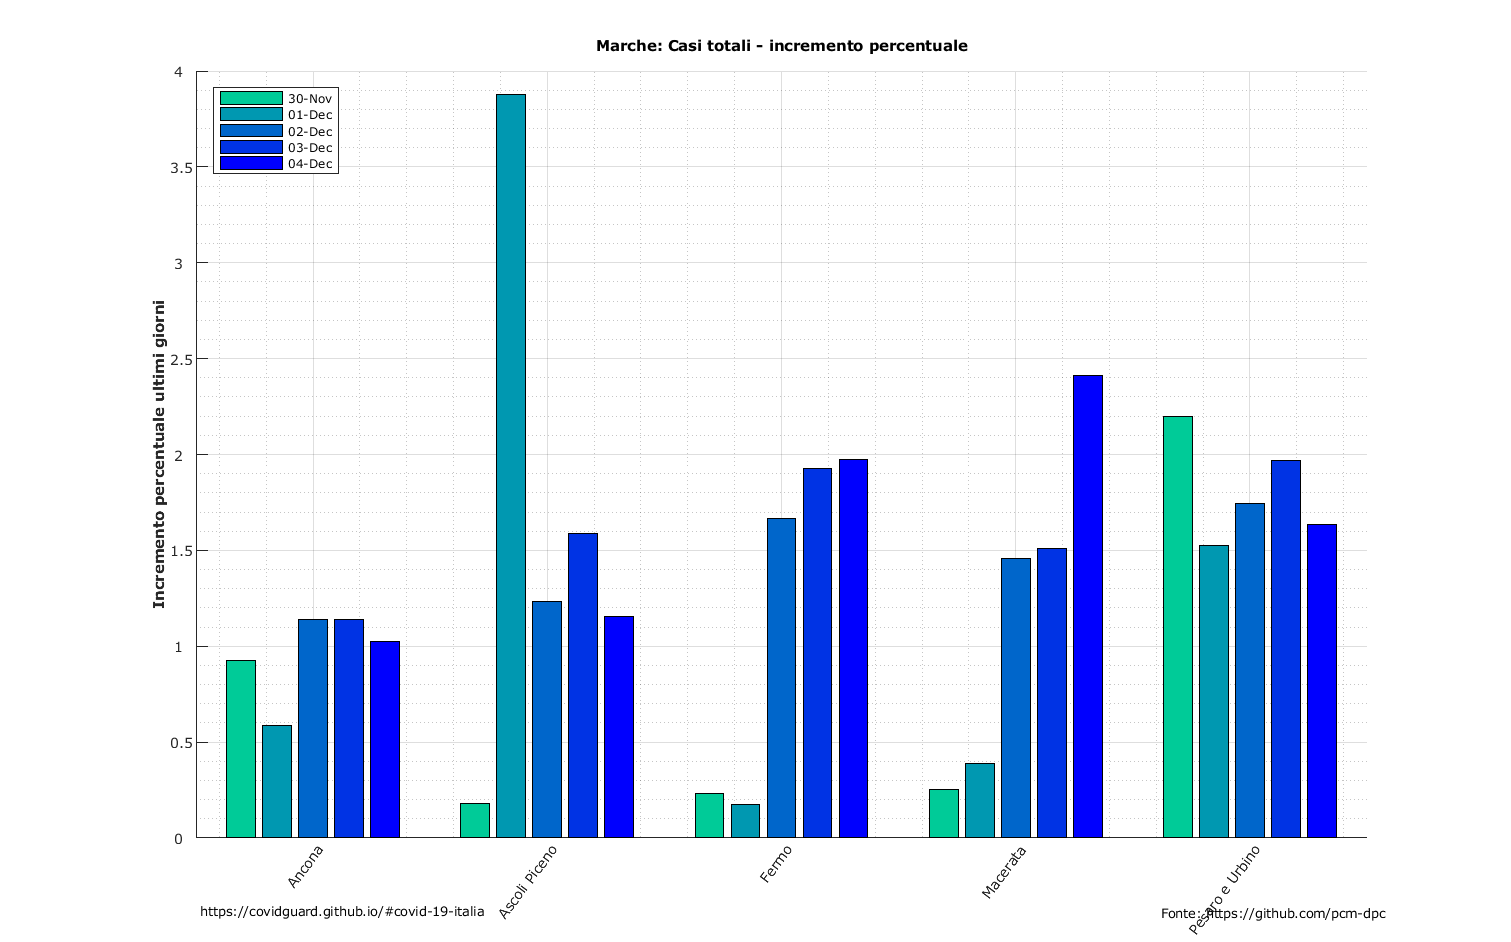 Marche: Casi totali - incremento percentuale
Incremento percentuale ultimi giorni
4
3.5
3
2.5
2
1.5
1
0.5
0
30-Nov
01-Dec
02-Dec
03-Dec
04-Dec
Ancona
Ascoli Piceno
Fermo
Macerata
Pesaro e Urbino
https://covidguard.github.io/#covid-19-italia
Fonte: https://github.com/pcm-dpc